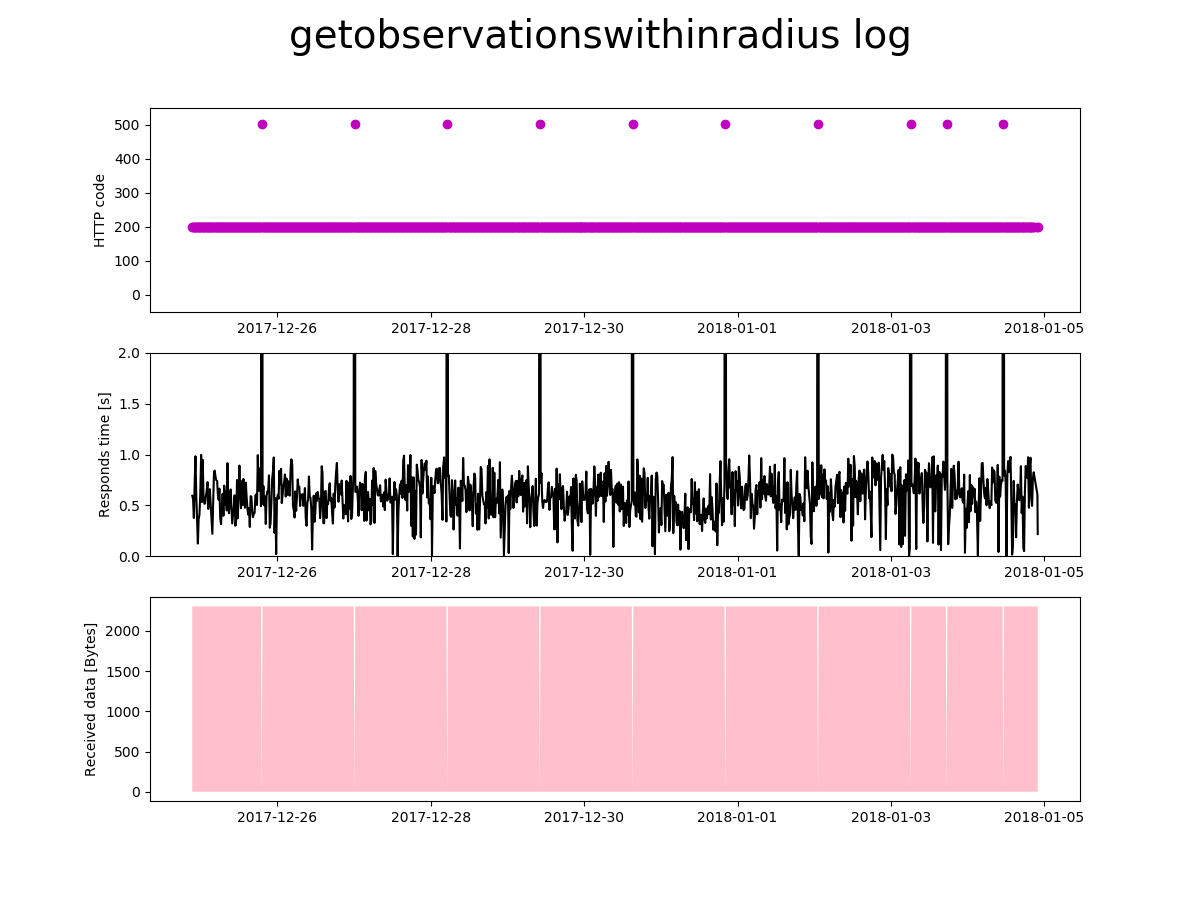 getobservationswithinradius log
HTTP code
500
400
300
200
100
0
2017-12-26 2017-12-28 2017-12-30 2018-01-01 2018-01-03 2018-01-05
Responds time [s]
2.0
1.5
1.0
0.5
0.0
2017-12-26 2017-12-28 2017-12-30 2018-01-01 2018-01-03 2018-01-05
Received data [Bytes]
2000
1500
1000
500
0
2017-12-26 2017-12-28 2017-12-30 2018-01-01 2018-01-03 2018-01-05